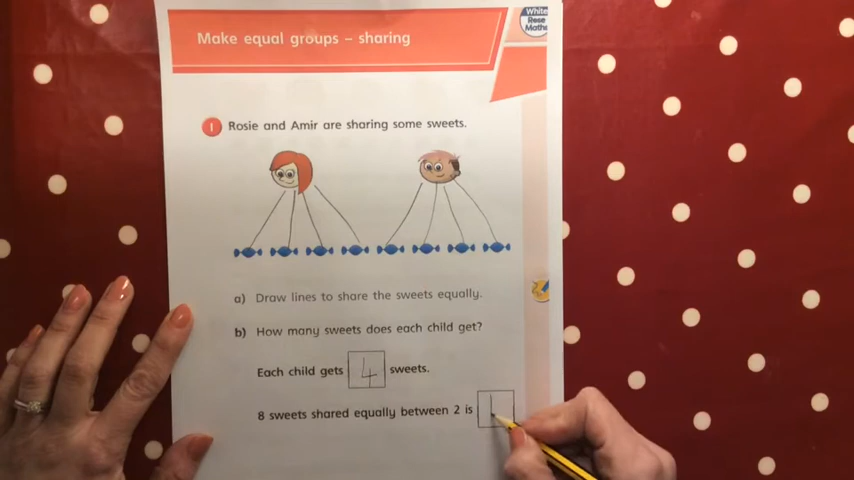 White
Rose
Maths
Make equal groups – sharing
1 Rosie and Amir are sharing some sweets.
a) Draw lines to share the sweets equally.
b) How many sweets does each child get?
Each child gets 4 sweets.
8 sweets shared equally between 2 is